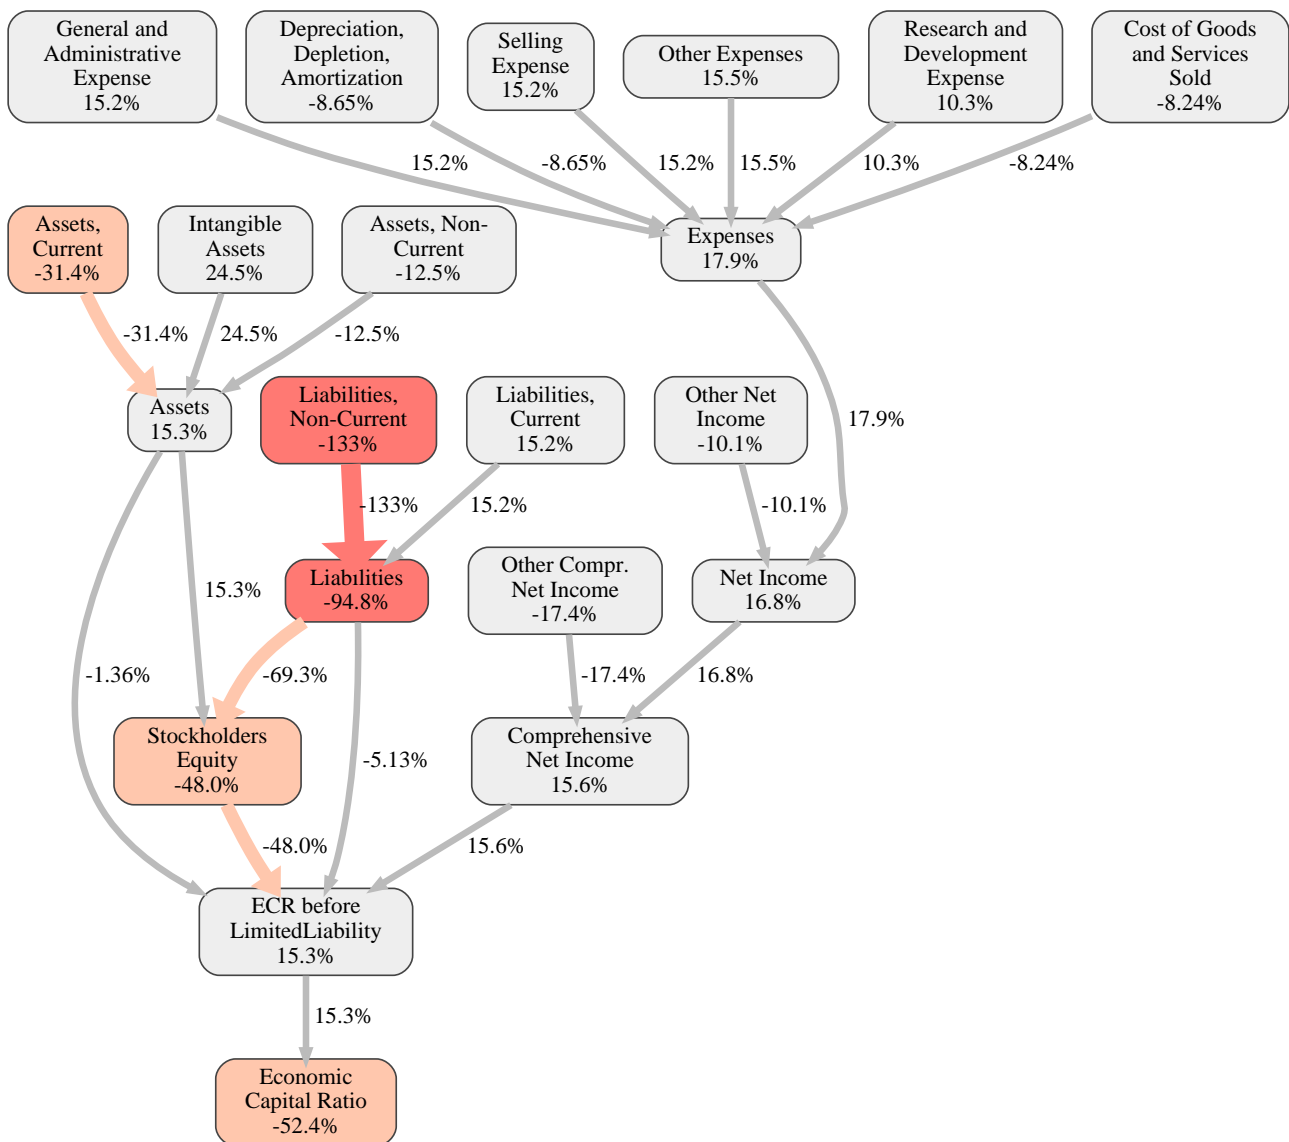 General and
Administrative
Expense
15.2%
Depreciation,
Depletion,
Amortization
-8.65%
Selling
Expense
15.2%
Other Expenses
15.5%
Research and
Development
Expense
10.3%
Cost of Goods
and Services
Sold
-8.24%
15.2%
-8.65%
15.2%
15.5%
10.3%
-8.24%
Assets,
Current
-31.4%
Intangible
Assets
24.5%
Assets, Non-
Current
-12.5%
Expenses
17.9%
-31.4%
24.5%
-12.5%
Assets
15.3%
Liabilities,
Non-Current
-133%
Liabilities,
Current
15.2%
Other Net
Income
-10.1%
17.9%
-133%
15.2%
-10.1%
Liabilities
-94.8%
Other Compr.
Net Income
-17.4%
Net Income
16.8%
15.3%
-1.36%
-69.3%
-17.4%
16.8%
Stockholders
Equity
-48.0%
-5.13%
Comprehensive
Net Income
15.6%
-48.0%
15.6%
ECR before
LimitedLiability
15.3%
15.3%
Economic
Capital Ratio
-52.4%